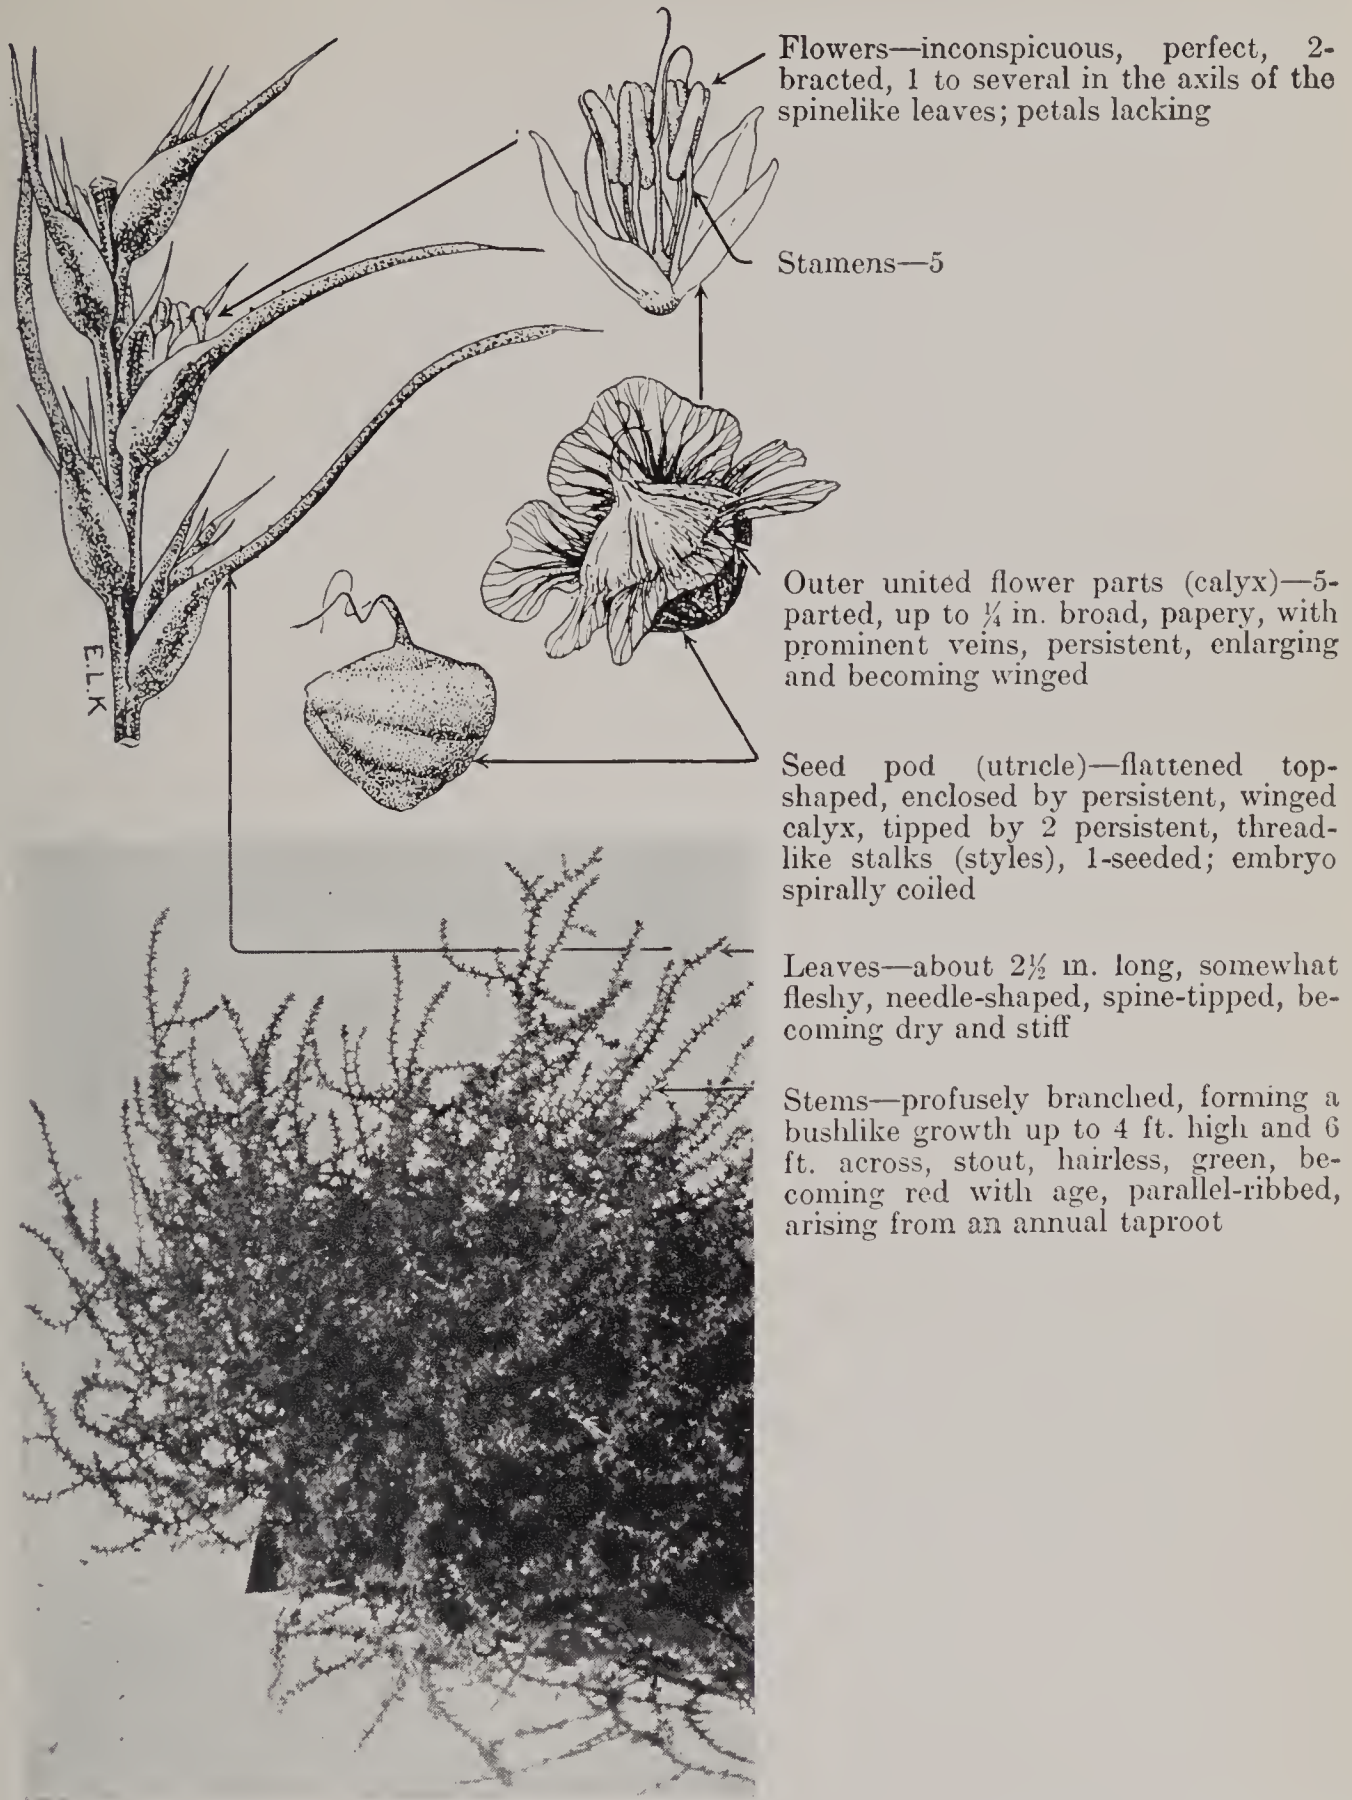 Flowers—inconspicuous, perfect, 2-
bracted, 1 to several in the axils of the
spinelike leaves; petals lacking
Stamens—5
Outer united flower parts (calyx)—5-
parted, up to ¼ in. broad, papery, with
prominent veins, persistent, enlarging
and becoming winged
Seed pod (utricle)—flattened top-
shaped, enclosed by persistent, winged
calyx, tipped by 2 persistent, thread-
like stalks (styles), 1-seeded; embryo
spirally coiled
Leaves—about 2½ in. long, somewhat
fleshy, needle-shaped, spine-tipped, be-
coming dry and stiff
Stems—profusely branched, forming a
bushlike growth up to 4 ft. high and 6
ft. across, stout, hairless, green, be-
coming red with age, parallel-ribbed,
arising from an annual taproot
E.L.K